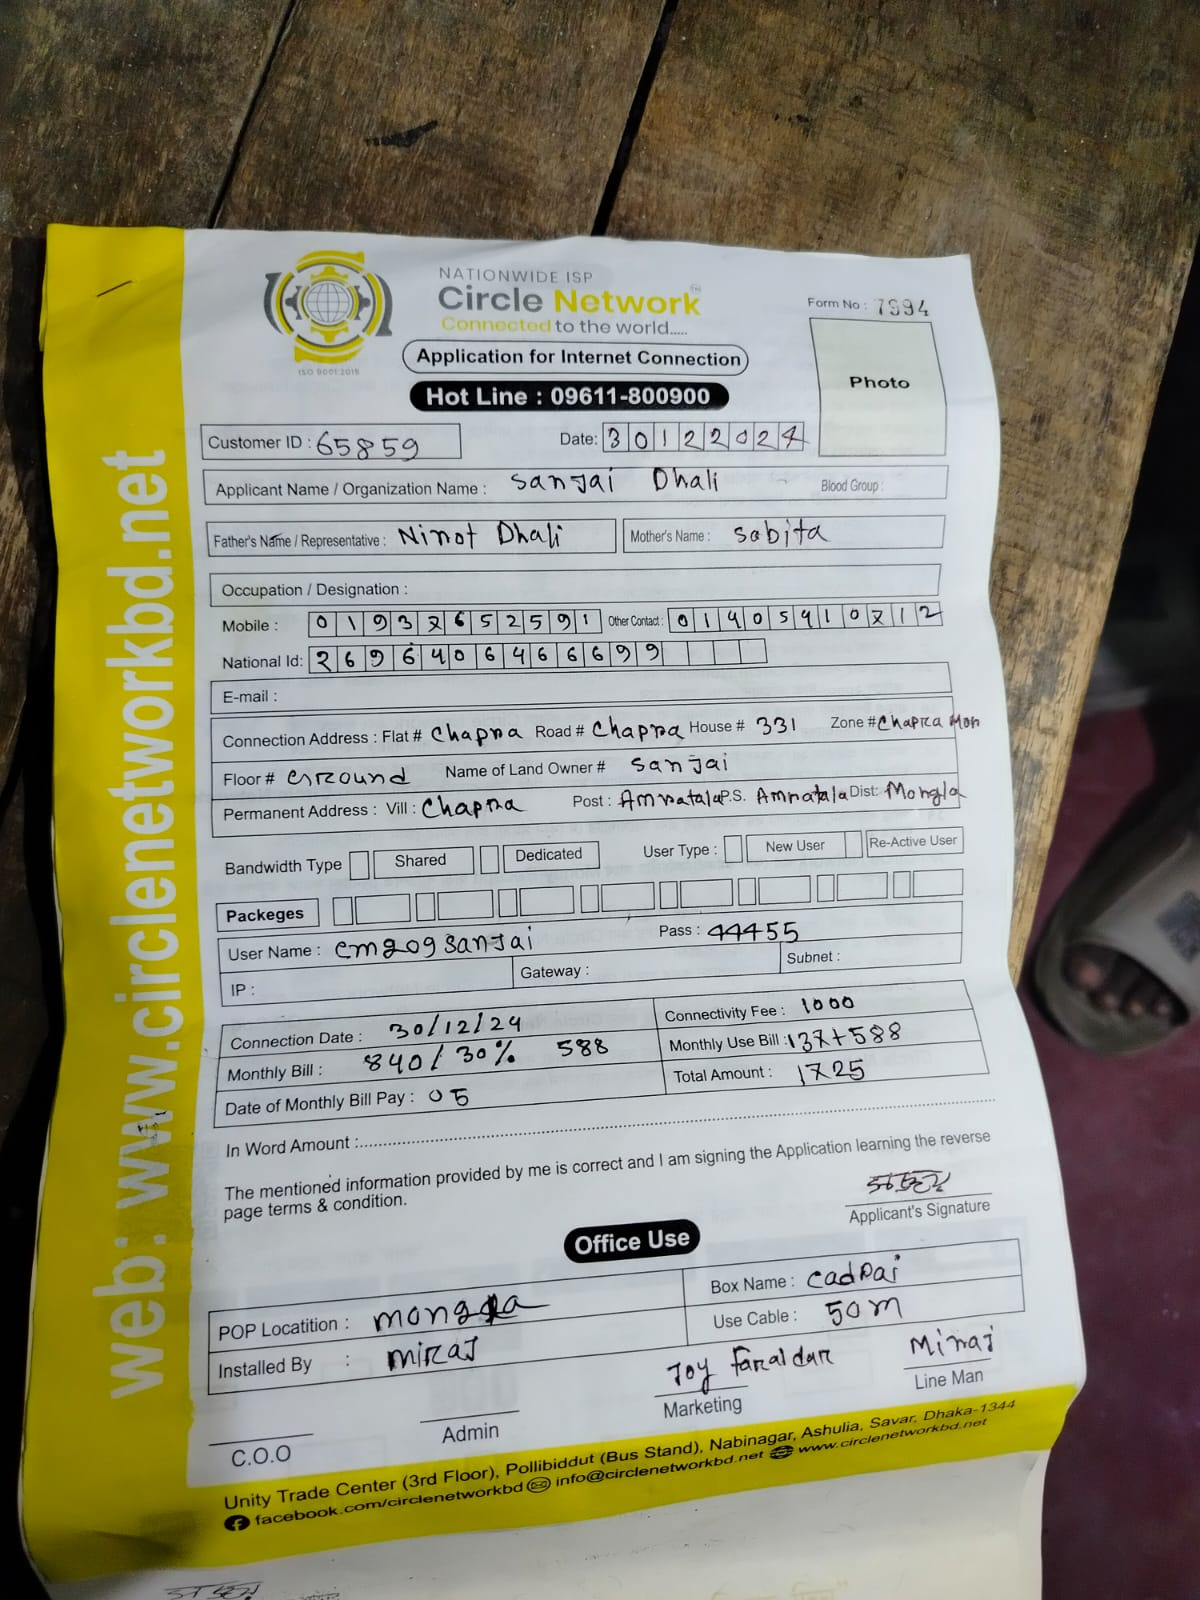 NATIONWIDE ISP
Circle Network™
Connected to the world.....
ISO 9001:2015
Form No : 7994
Application for Internet Connection
Photo
Hot Line : 09611-800900
Customer ID : 65859 Date: 30122024
Applicant Name / Organization Name : Sanjai Dhali Blood Group :
Father's Name / Representative : Ninot Dhali Mother's Name : Sobita
Occupation / Designation :
Mobile : 01937652591 Other Contact : 01405410712
National Id: 2696406466699
E-mail :
Connection Address : Flat # Chapra Road # Chapra House # 331 Zone # Chapra Mon
Floor # Ground Name of Land Owner # Sanjai
Permanent Address : Vill : Chapra Post : Amratala P.S. Amratala Dist: Mongla
Bandwidth Type Shared Dedicated User Type : New User Re-Active User
Packeges
User Name : cm209sanjai Pass : 44455
IP : Gateway : Subnet :
Connection Date : 30/12/24 Connectivity Fee : 1000
Monthly Bill : 840/30% 588 Monthly Use Bill : 137+588
Date of Monthly Bill Pay : 05 Total Amount : 1725
In Word Amount :
The mentioned information provided by me is correct and I am signing the Application learning the reverse
page terms & condition.
Applicant's Signature
Office Use
POP Locatition : Mongla Box Name : Cadpai
Installed By : Miraj Use Cable : 50m
Joy Faraldar Miraj
C.O.O Admin Marketing Line Man
Unity Trade Center (3rd Floor), Pollibiddut (Bus Stand), Nabinagar, Ashulia, Savar, Dhaka-1344
facebook.com/circlenetworkbd info@circlenetworkbd.net www.circlenetworkbd.net
web: www.circlenetworkbd.net